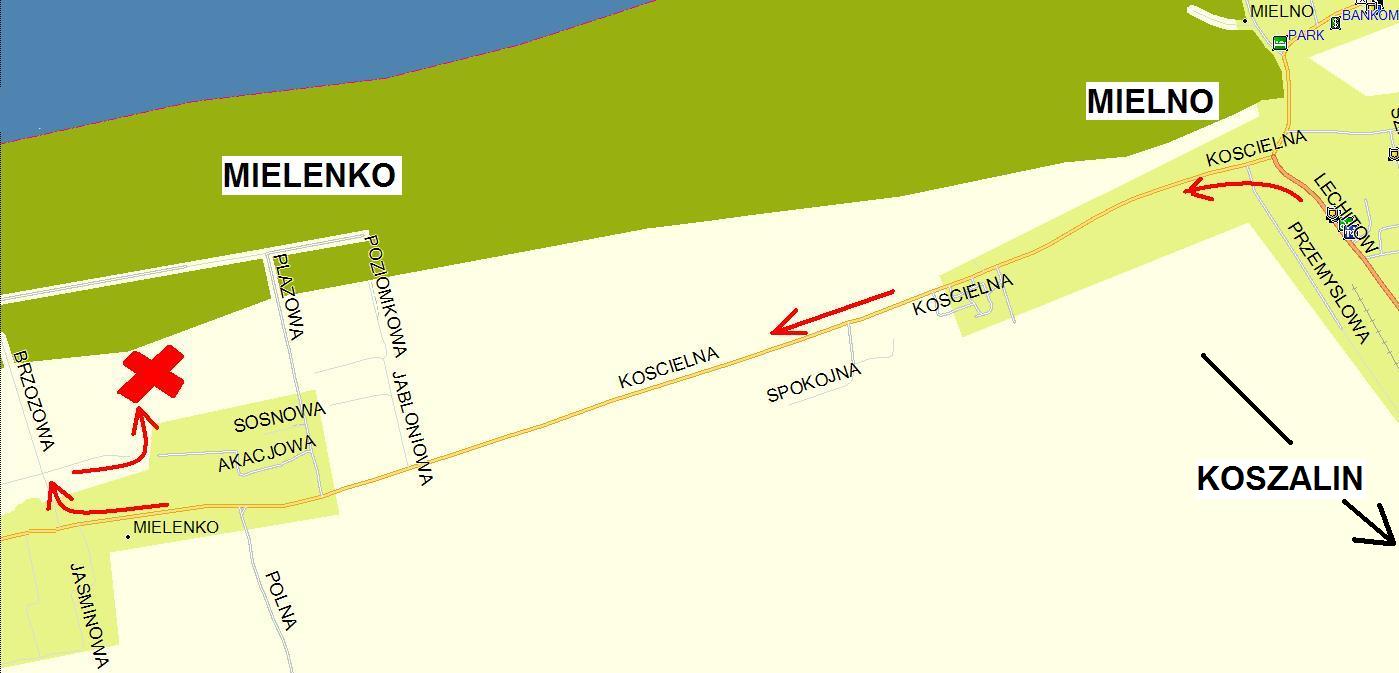 MIELNO
BANKOM
PARK
MIELNO
KOSCIELNA
MIELENKO
LECHITOW
PRZEMYSLOWA
POZIOMKOWA
PLAZOWA
KOSCIELNA
KOSCIELNA
SPOKOJNA
BRZOZOWA
JABLONIOWA
SOSNOWA
AKACJOWA
KOSZALIN
MIELENKO
JASMINOWA
POLNA